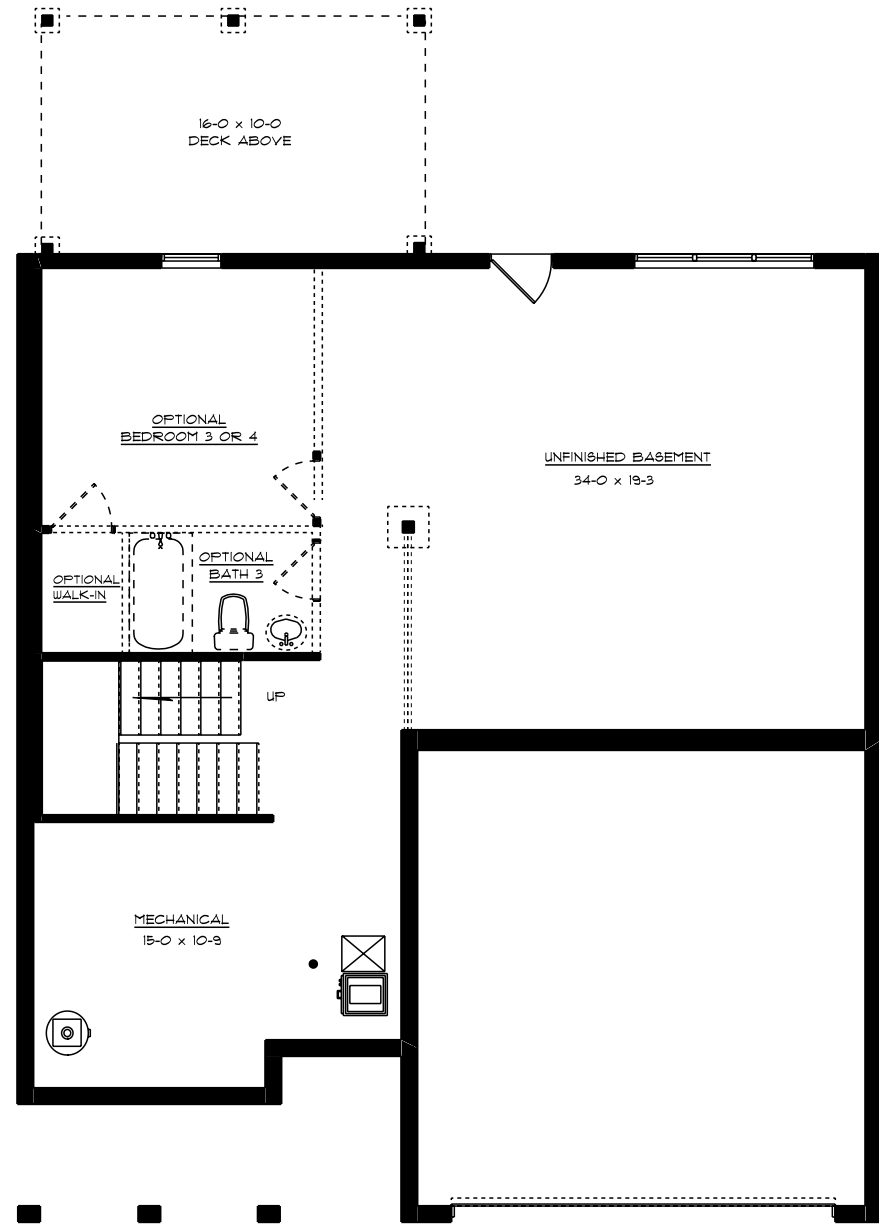 16-0 x 10-0
DECK ABOVE
OPTIONAL
BEDROOM 3 OR 4
UNFINISHED BASEMENT
34-0 x 19-3
OPTIONAL
BATH 3
OPTIONAL
WALK-IN
UP
MECHANICAL
15-0 x 10-9